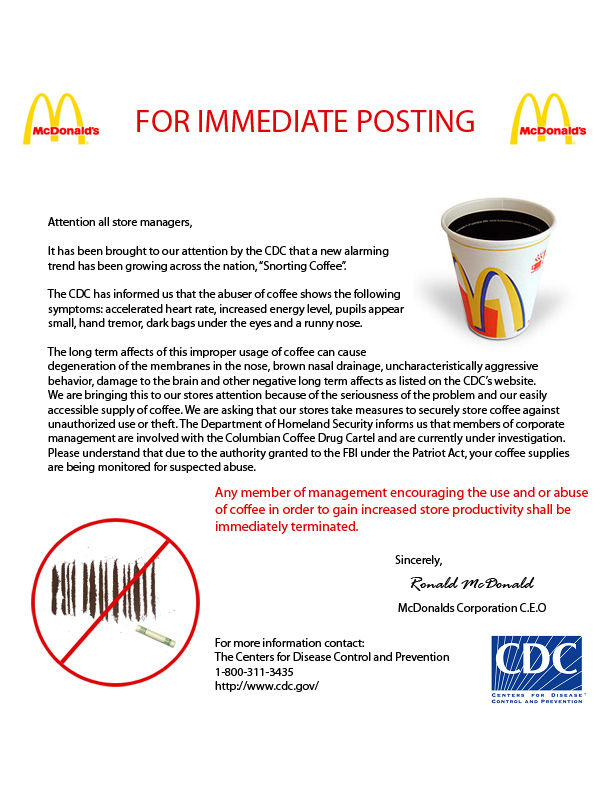 McDonald's
FOR IMMEDIATE POSTING
McDonald's
Attention all store managers,
It has been brought to our attention by the CDC that a new alarming
trend has been growing across the nation, "Snorting Coffee".
The CDC has informed us that the abuser of coffee shows the following
symptoms: accelerated heart rate, increased energy level, pupils appear
small, hand tremor, dark bags under the eyes and a runny nose.
The long term affects of this improper usage of coffee can cause
degeneration of the membranes in the nose, brown nasal drainage, uncharacteristically aggressive
behavior, damage to the brain and other negative long term affects as listed on the CDC's website.
We are bringing this to our stores attention because of the seriousness of the problem and our easily
accessible supply of coffee. We are asking that our stores take measures to securely store coffee against
unauthorized use or theft. The Department of Homeland Security informs us that members of corporate
management are involved with the Columbian Coffee Drug Cartel and are currently under investigation.
Please understand that due to the authority granted to the FBI under the Patriot Act, your coffee supplies
are being monitored for suspected abuse.
Any member of management encouraging the use and or abuse
of coffee in order to gain increased store productivity shall be
immediately terminated.
Sincerely,
Ronald McDonald
McDonalds Corporation C.E.O
For more information contact:
The Centers for Disease Control and Prevention
1-800-311-3435
http://www.cdc.gov/
CDC
CENTERS FOR DISEASE
CONTROL AND PREVENTION